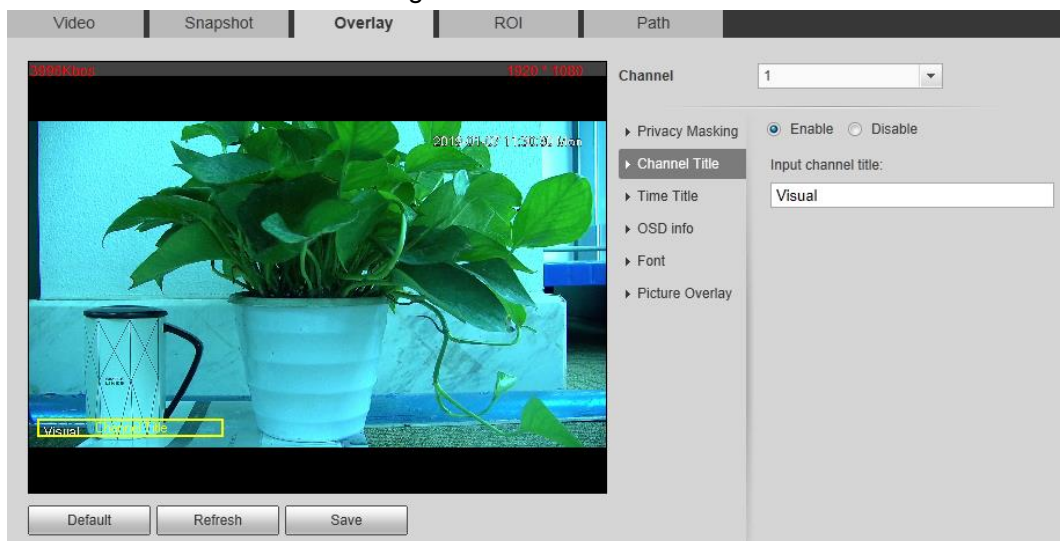 Video Snapshot Overlay ROI Path
1920 * 1080
Channel 1
Privacy Masking Enable Disable
Channel Title Input channel title:
Time Title Visual
OSD info
Font
Picture Overlay
Visual Channel Title
Default Refresh Save